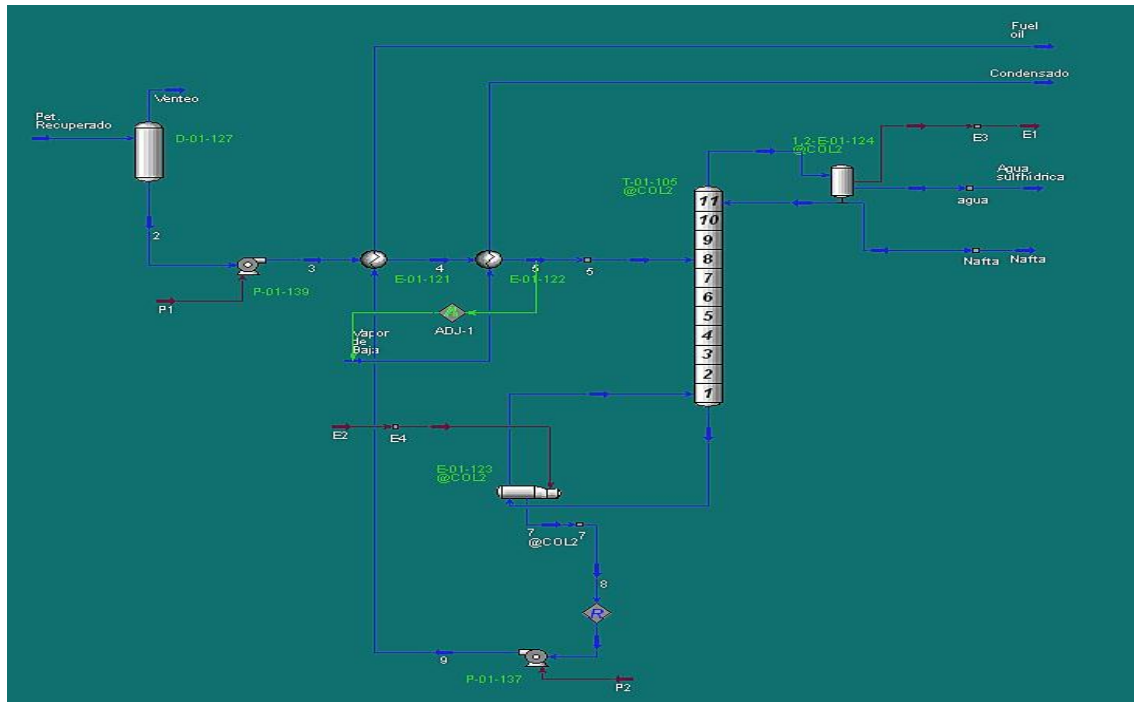 Fuel
oil
Condensado
Venteo
Pet.
Recuperado
D-01-127
1,2-E-01-124
@COL2
E3
E1
T-01-105
@COL2
Agua
sulfhidrica
agua
11
10
9
8
7
6
5
4
3
2
1
2
3
4
5
5
E-01-121
E-01-122
P-01-139
P1
Nafta
Nafta
ADJ-1
Vapor
de
Baja
E2
E4
E-01-123
@COL2
7
7
@COL2
8
R
9
P-01-137
P2